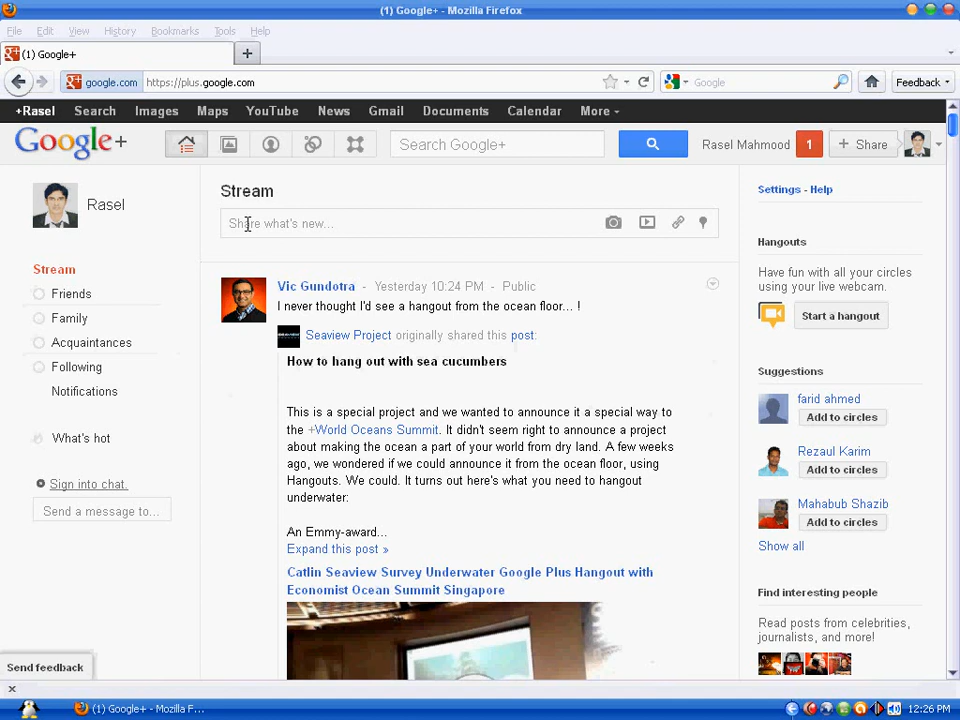 (1) Google+ - Mozilla Firefox
File Edit View History Bookmarks Tools Help
(1) Google+
google.com https://plus.google.com Google Feedback
+Rasel Search Images Maps YouTube News Gmail Documents Calendar More
Google+ Search Google+ Rasel Mahmood 1 + Share
Rasel
Stream
Friends
Family
Acquaintances
Following
Notifications
What's hot
Sign into chat.
Send a message to...
Send feedback
Stream
Share what's new...
Vic Gundotra - Yesterday 10:24 PM - Public
I never thought I'd see a hangout from the ocean floor... !
Seaview Project originally shared this post:
How to hang out with sea cucumbers
This is a special project and we wanted to announce it a special way to
the +World Oceans Summit. It didn't seem right to announce a project
about making the ocean a part of your world from dry land. A few weeks
ago, we wondered if we could announce it from the ocean floor, using
Hangouts. We could. It turns out here's what you need to hangout
underwater:
An Emmy-award...
Expand this post »
Catlin Seaview Survey Underwater Google Plus Hangout with
Economist Ocean Summit Singapore
Settings - Help
Hangouts
Have fun with all your circles
using your live webcam.
Start a hangout
Suggestions
farid ahmed
Add to circles
Rezaul Karim
Add to circles
Mahabub Shazib
Add to circles
Show all
Find interesting people
Read posts from celebrities,
journalists, and more!
(1) Google+ - Mozilla F... 12:26 PM